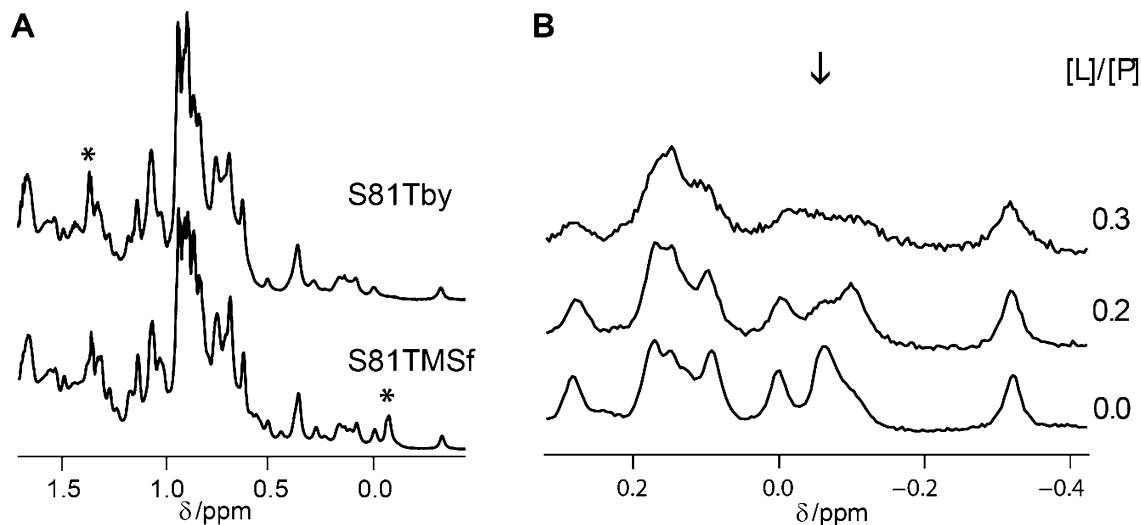 A
B
↓
[L]/[P]
*
S81Tby
0.3
0.2
S81TMSf
*
0.0
1.5 1.0 0.5 0.0
δ/ppm
0.2 0.0 −0.2 −0.4
δ/ppm